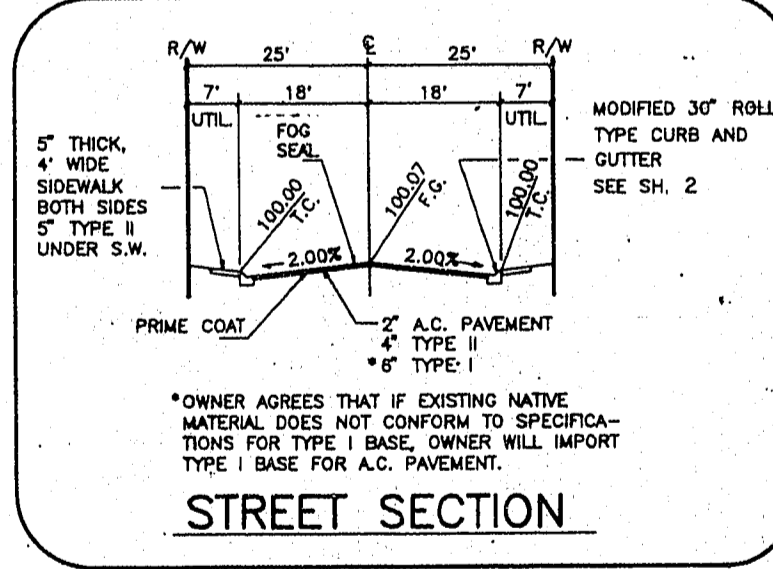 R/W ℄ R/W
25' 25'
7' 18' 18' 7'
UTIL. UTIL.
FOG
SEAL
5" THICK,
4' WIDE
SIDEWALK
BOTH SIDES
5" TYPE II
UNDER S.W.
MODIFIED 30" ROLL
TYPE CURB AND
GUTTER
SEE SH. 2
100.00
T.C.
100.07
F.G.
100.00
T.C.
2.00% 2.00%
PRIME COAT
2" A.C. PAVEMENT
4" TYPE II
*6" TYPE I
*OWNER AGREES THAT IF EXISTING NATIVE
MATERIAL DOES NOT CONFORM TO SPECIFICA-
TIONS FOR TYPE I BASE, OWNER WILL IMPORT
TYPE I BASE FOR A.C. PAVEMENT.
STREET SECTION